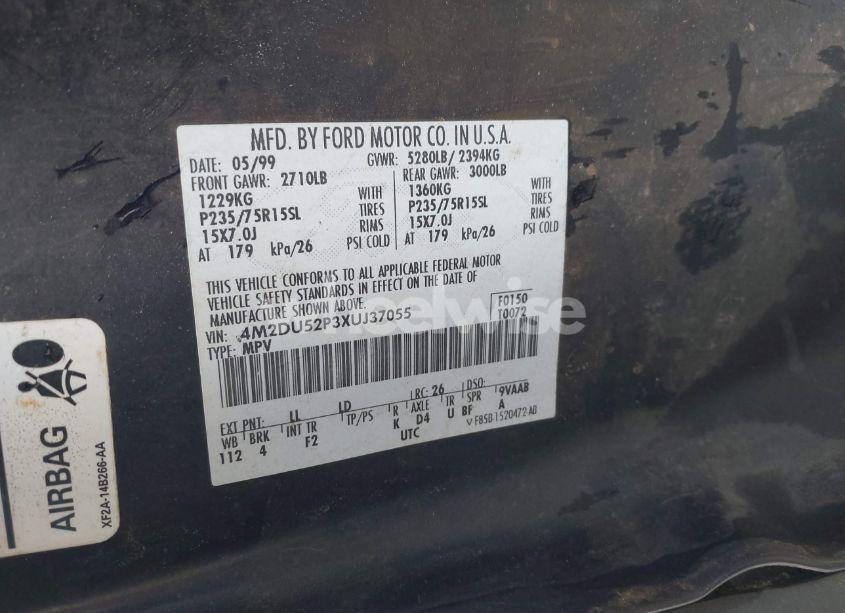 MFD. BY FORD MOTOR CO. IN U.S.A.
DATE: 05/99 GVWR: 5280LB/ 2394KG
FRONT GAWR: 2710LB REAR GAWR: 3000LB
1229KG WITH 1360KG WITH
P235/75R15SL TIRES P235/75R15SL TIRES
15X7.0J RIMS 15X7.0J RIMS
AT 179 kPa/26 PSI COLD AT 179 kPa/26 PSI COLD
THIS VEHICLE CONFORMS TO ALL APPLICABLE FEDERAL MOTOR
VEHICLE SAFETY STANDARDS IN EFFECT ON THE DATE OF
MANUFACTURE SHOWN ABOVE.
F0150
VIN: 4M2DU52P3XUJ37055 T0072
TYPE: MPV
EXT PNT: LL LD RC: 26 DSO: 9VAAB
WB BRK INT TR TP/PS R AXLE TR SPR A
112 4 F2 K D4 U BF
UTC V F85B-1520472-AB
AIRBAG
XF2A-14B266-AA